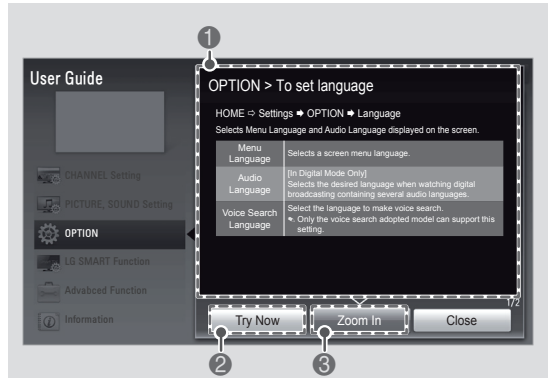 1
User Guide
OPTION > To set language
HOME ⇨ Settings ➡ OPTION ➡ Language
Selects Menu Language and Audio Language displayed on the screen.
Menu
Language
Selects a screen menu language.
Audio
Language
[In Digital Mode Only]
Selects the desired language when watching digital
broadcasting containing several audio languages.
Voice Search
Language
Select the language to make voice search.
Only the voice search adopted model can support this
setting.
CHANNEL Setting
PICTURE, SOUND Setting
OPTION
LG SMART Function
Advabced Function
Information
1/2
Try Now
Zoom In
Close
2
3